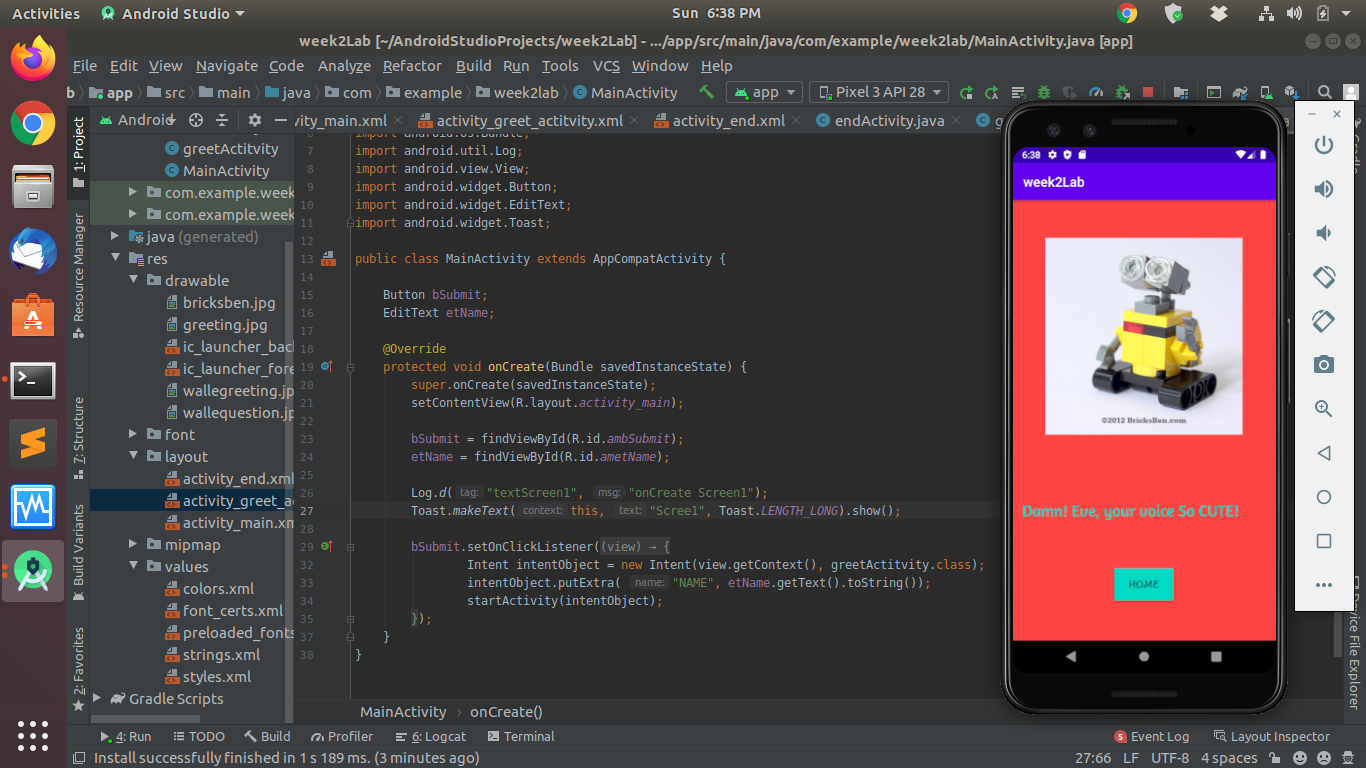 Activities
Android Studio
Sun 6:38 PM
week2Lab [~/AndroidStudioProjects/week2Lab] - .../app/src/main/java/com/example/week2lab/MainActivity.java [app]
File Edit View Navigate Code Analyze Refactor Build Run Tools VCS Window Help
b app src main java com example week2lab MainActivity
app
Pixel 3 API 28
Android
vity_main.xml
activity_greet_actitvity.xml
activity_end.xml
endActivity.java
g
1: Project
Resource Manager
7: Structure
Build Variants
2: Favorites
greetActitvity
MainActivity
com.example.week
com.example.week
java (generated)
res
drawable
bricksben.jpg
greeting.jpg
ic_launcher_bac
ic_launcher_fore
wallegreeting.jp
wallequestion.jp
font
layout
activity_end.xml
activity_greet_a
activity_main.xm
mipmap
values
colors.xml
font_certs.xml
preloaded_fonts
strings.xml
styles.xml
Gradle Scripts
6 import android.os.Bundle;
7 import android.util.Log;
8 import android.view.View;
9 import android.widget.Button;
10 import android.widget.EditText;
11 import android.widget.Toast;
12
13 public class MainActivity extends AppCompatActivity {
14
15 Button bSubmit;
16 EditText etName;
17
18 @Override
19 protected void onCreate(Bundle savedInstanceState) {
20 super.onCreate(savedInstanceState);
21 setContentView(R.layout.activity_main);
22
23 bSubmit = findViewById(R.id.ambSubmit);
24 etName = findViewById(R.id.ametName);
25
26 Log.d( tag: "textScreen1", msg: "onCreate Screen1");
27 Toast.makeText( context: this, text: "Scree1", Toast.LENGTH_LONG).show();
28
29 bSubmit.setOnClickListener((view) → {
32 Intent intentObject = new Intent(view.getContext(), greetActitvity.class);
33 intentObject.putExtra( name: "NAME", etName.getText().toString());
34 startActivity(intentObject);
35 });
37 }
38 }
MainActivity › onCreate()
6:38
week2Lab
©2012 BricksBen.com
Damn! Eve, your voice So CUTE!
HOME
Device File Explorer
4: Run
TODO
Build
Profiler
6: Logcat
Terminal
5 Event Log
Layout Inspector
Install successfully finished in 1 s 189 ms. (3 minutes ago)
27:66 LF UTF-8 4 spaces